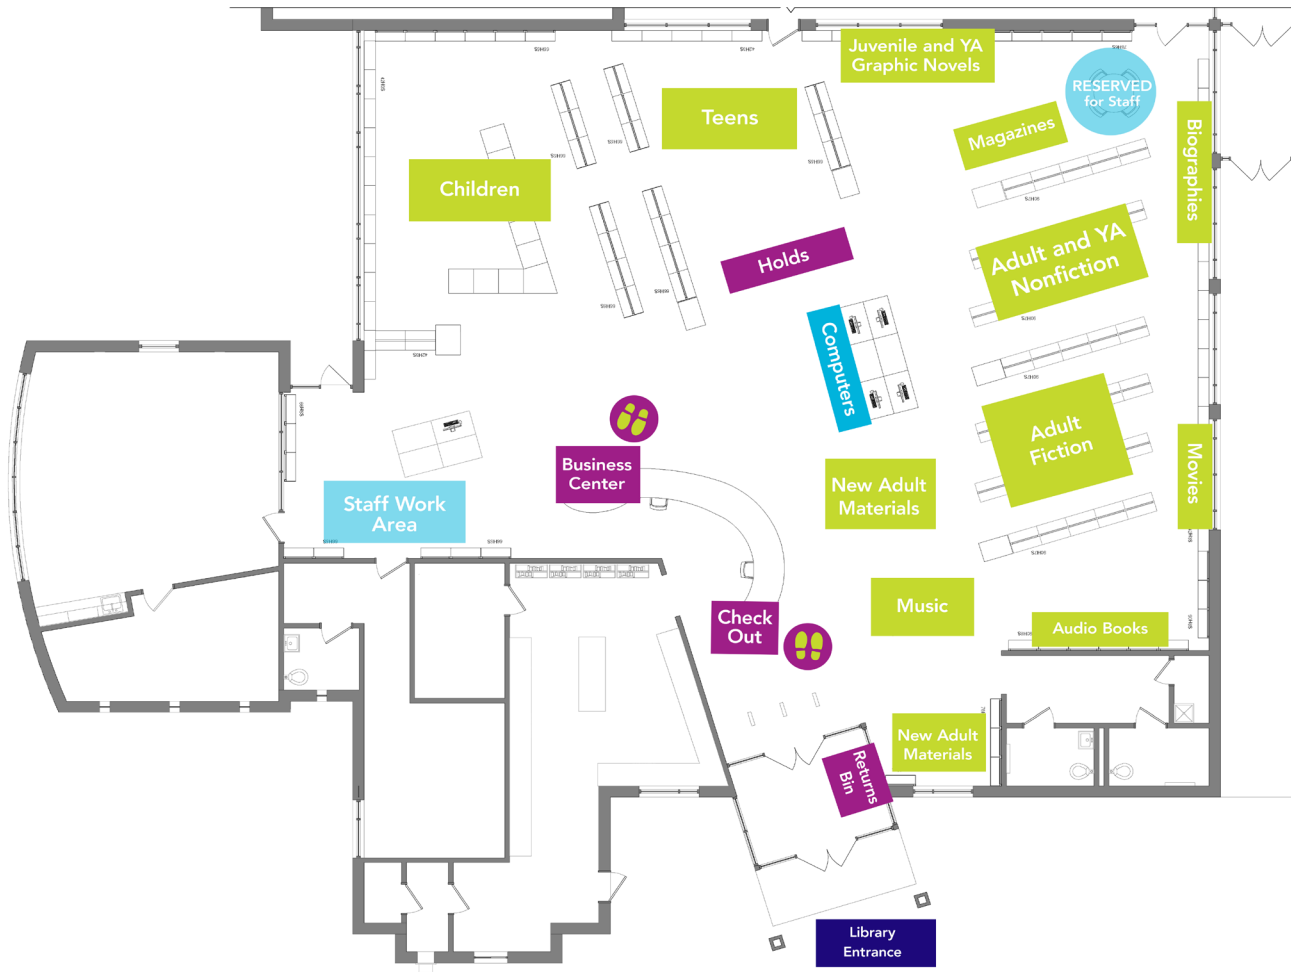 Juvenile and YA
Graphic Novels
RESERVED
for Staff
Teens
Magazines
Biographies
Children
Adult and YA
Nonfiction
Holds
Computers
Adult
Fiction
Business
Center
New Adult
Materials
Movies
Staff Work
Area
Music
Check
Out
Audio Books
New Adult
Materials
Returns
Bin
Library
Entrance